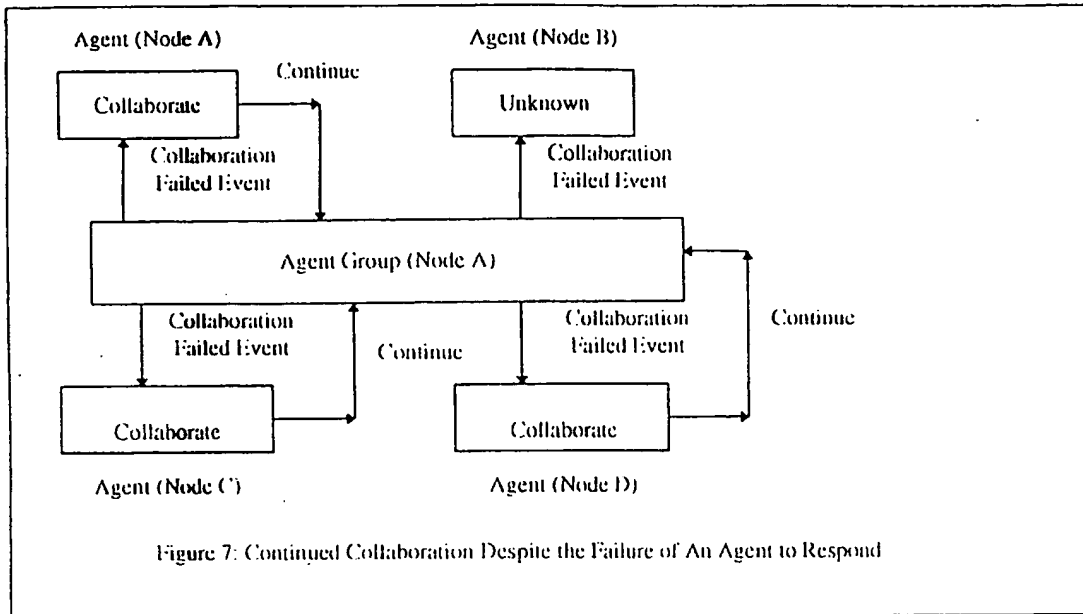 Agent (Node A)
Agent (Node B)
Continue
Collaborate
Unknown
Collaboration
Failed Event
Collaboration
Failed Event
Agent Group (Node A)
Collaboration
Failed Event
Continue
Collaboration
Failed Event
Continue
Collaborate
Collaborate
Agent (Node C)
Agent (Node D)
Figure 7: Continued Collaboration Despite the Failure of An Agent to Respond